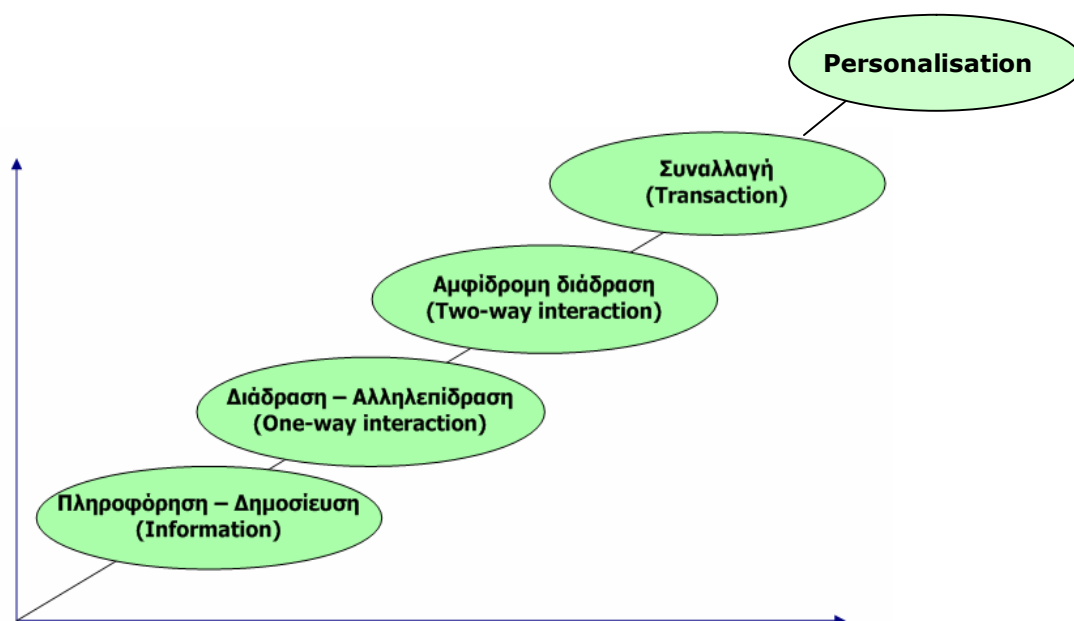 Personalisation
Συναλλαγή
(Transaction)
Αμφίδρομη διάδραση
(Two-way interaction)
Διάδραση – Αλληλεπίδραση
(One-way interaction)
Πληροφόρηση – Δημοσίευση
(Information)